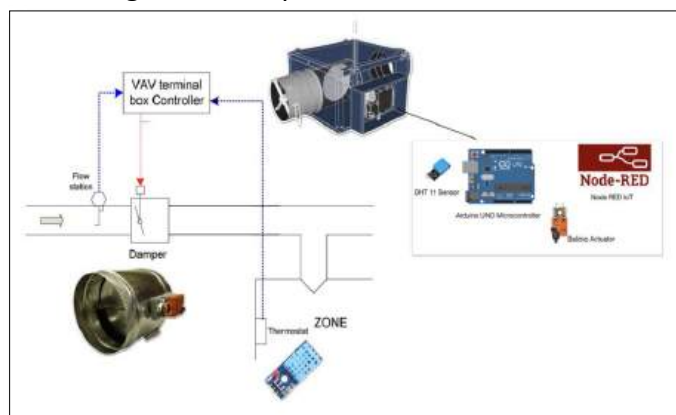 VAV terminal
box Controller
Flow
station
Damper
Thermostat
ZONE
DHT 11 Sensor
Arduino UNO Microcontroller
Node-RED
Node RED IoT
Belimo Actuator